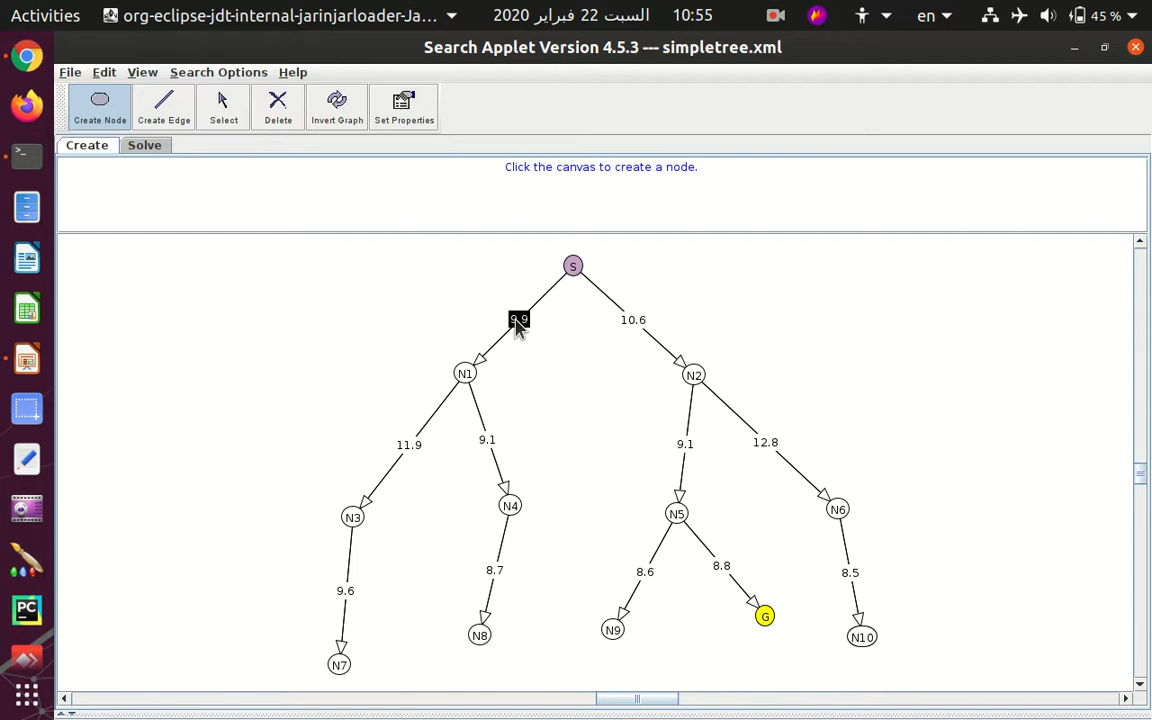 Activities org-eclipse-jdt-internal-jarinjarloader-Ja... 2020 السبت 22 فبراير 10:55 en 45 %
Search Applet Version 4.5.3 --- simpletree.xml
File Edit View Search Options Help
Create Node Create Edge Select Delete Invert Graph Set Properties
Create Solve
Click the canvas to create a node.
S
9.9 10.6
N1 N2
11.9 9.1 9.1 12.8
N3 N4 N5 N6
9.6 8.7 8.6 8.8 8.5
N7 N8 N9 G N10
PC